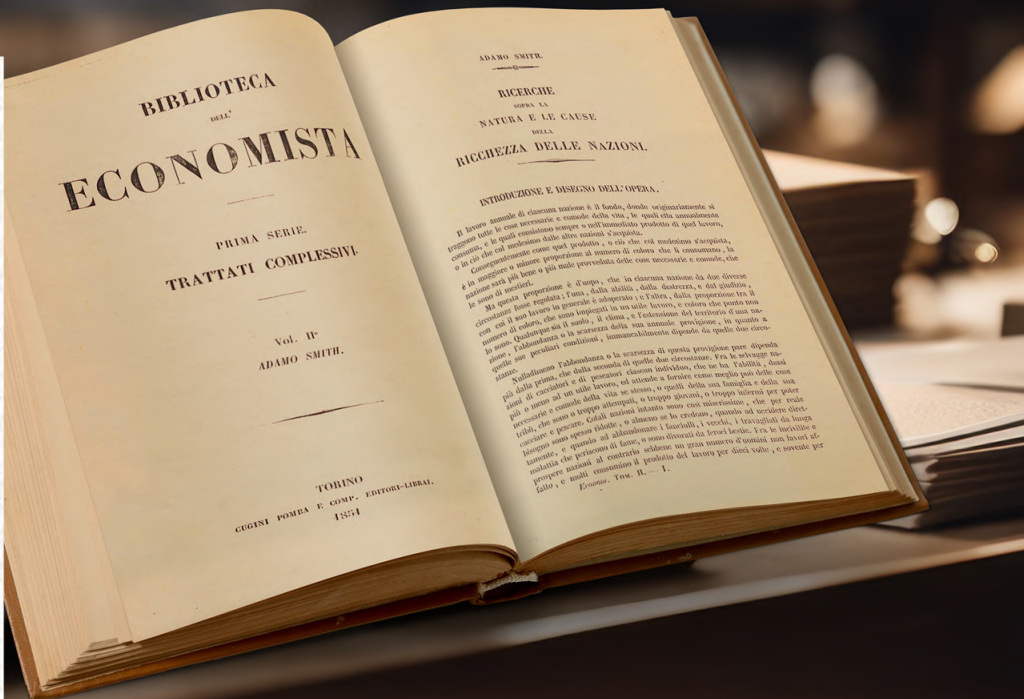 BIBLIOTECA
DELL'
ECONOMISTA
PRIMA SERIE.
TRATTATI COMPLESSIVI.
Vol. IIº
ADAMO SMITH.
TORINO
CUGINI POMBA E COMP. EDITORI-LIBRAI.
1851
ADAMO SMITH.
RICERCHE
SOPRA LA
NATURA E LE CAUSE
DELLA
RICCHEZZA DELLE NAZIONI.
INTRODUZIONE E DISEGNO DELL'OPERA.
Il lavoro annuale di ciascuna nazione è il fondo, donde originariamente si
traggono tutte le cose necessarie e comode della vita, le quali essa annualmente
consuma, e le quali consistono sempre o nell'immediato prodotto di quel lavoro,
o in ciò che col medesimo dalle altre nazioni s'acquista.
Conseguentemente come quel prodotto, o ciò che col medesimo s'acquista,
è in maggiore o minore proporzione al numero di coloro che li consumano, la
nazione sarà più bene o più male provveduta delle cose necessarie e comode, che
le sono di mestieri.
Ma questa proporzione è d'uopo, che in ciascuna nazione da due diverse
circostanze fosse regolata; l'una, dalla abilità, dalla destrezza, e dal giudizio,
con cui il suo lavoro in generale è adoperato; e l'altra, dalla proporzione tra il
numero di coloro, che sono impiegati in un utile lavoro, e coloro che punto non
lo sono. Qualunque sia il suolo, il clima, e l'estensione del territorio d'una na-
zione, l'abbondanza o la scarsezza della sua annuale provigione, in quanto a
quelle sue peculiari condizioni, immancabilmente dipende da quelle due circo-
stanze.
Nulladimeno l'abbondanza o la scarsezza di questa provigione pare dipenda
più dalla prima, che dalla seconda di quelle due circostanze. Fra le selvagge na-
zioni di cacciatori e di pescatori ciascun individuo, che ne ha l'abilità, dassi
più o meno ad un utile lavoro, ed attende a fornire come meglio può delle cose
necessarie e comode della vita se stesso, o quelli della sua famiglia e della sua
tribù, che sono o troppo attempati, o troppo giovani, o troppo infermi per poter
cacciare e pescare. Cotali nazioni intanto sono così miserissime, che per reale
bisogno sono spesso ridotte, o almeno se lo credono, quando ad uccidere diret-
tamente, e quando ad abbandonare i fanciulli, i vecchi, i travagliati da lunga
malattia che periscono di fame, o sono divorati da feroci bestie. Fra le incivilite e
prospere nazioni al contrario sebbene un gran numero d'uomini non lavori af-
fatto, e molti consumino il prodotto del lavoro per dieci volte, e sovente per
Econom. Tom. II. — 1.